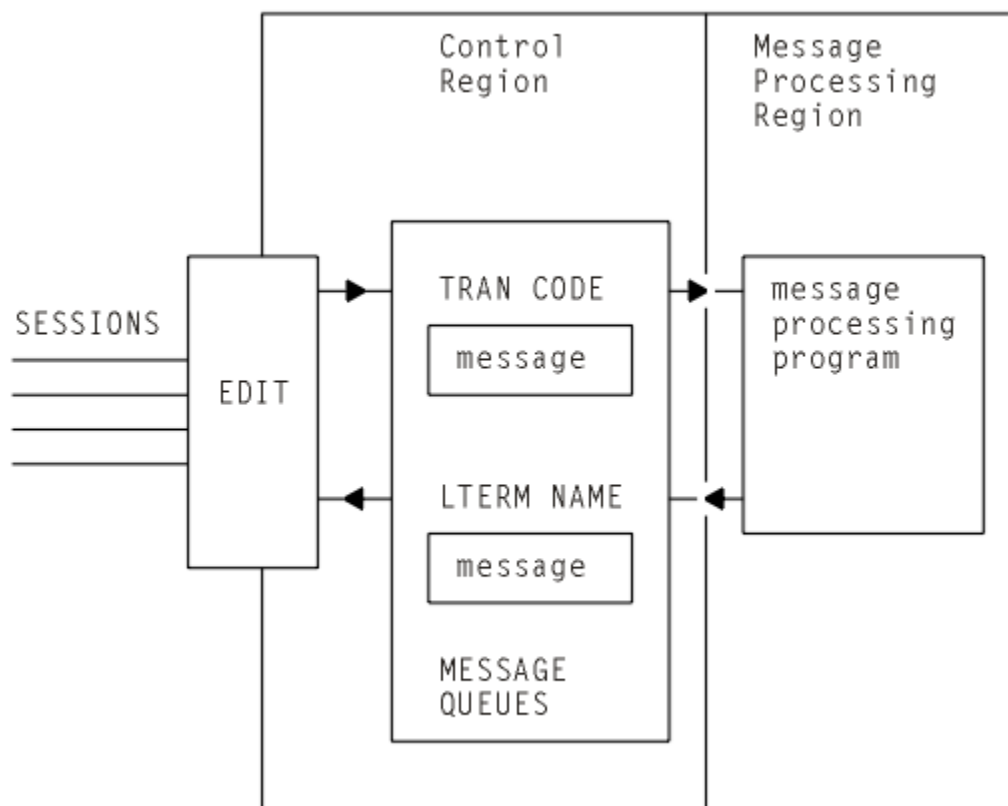 Control
Region
Message
Processing
Region
SESSIONS
EDIT
TRAN CODE
message
LTERM NAME
message
MESSAGE
QUEUES
message
processing
program